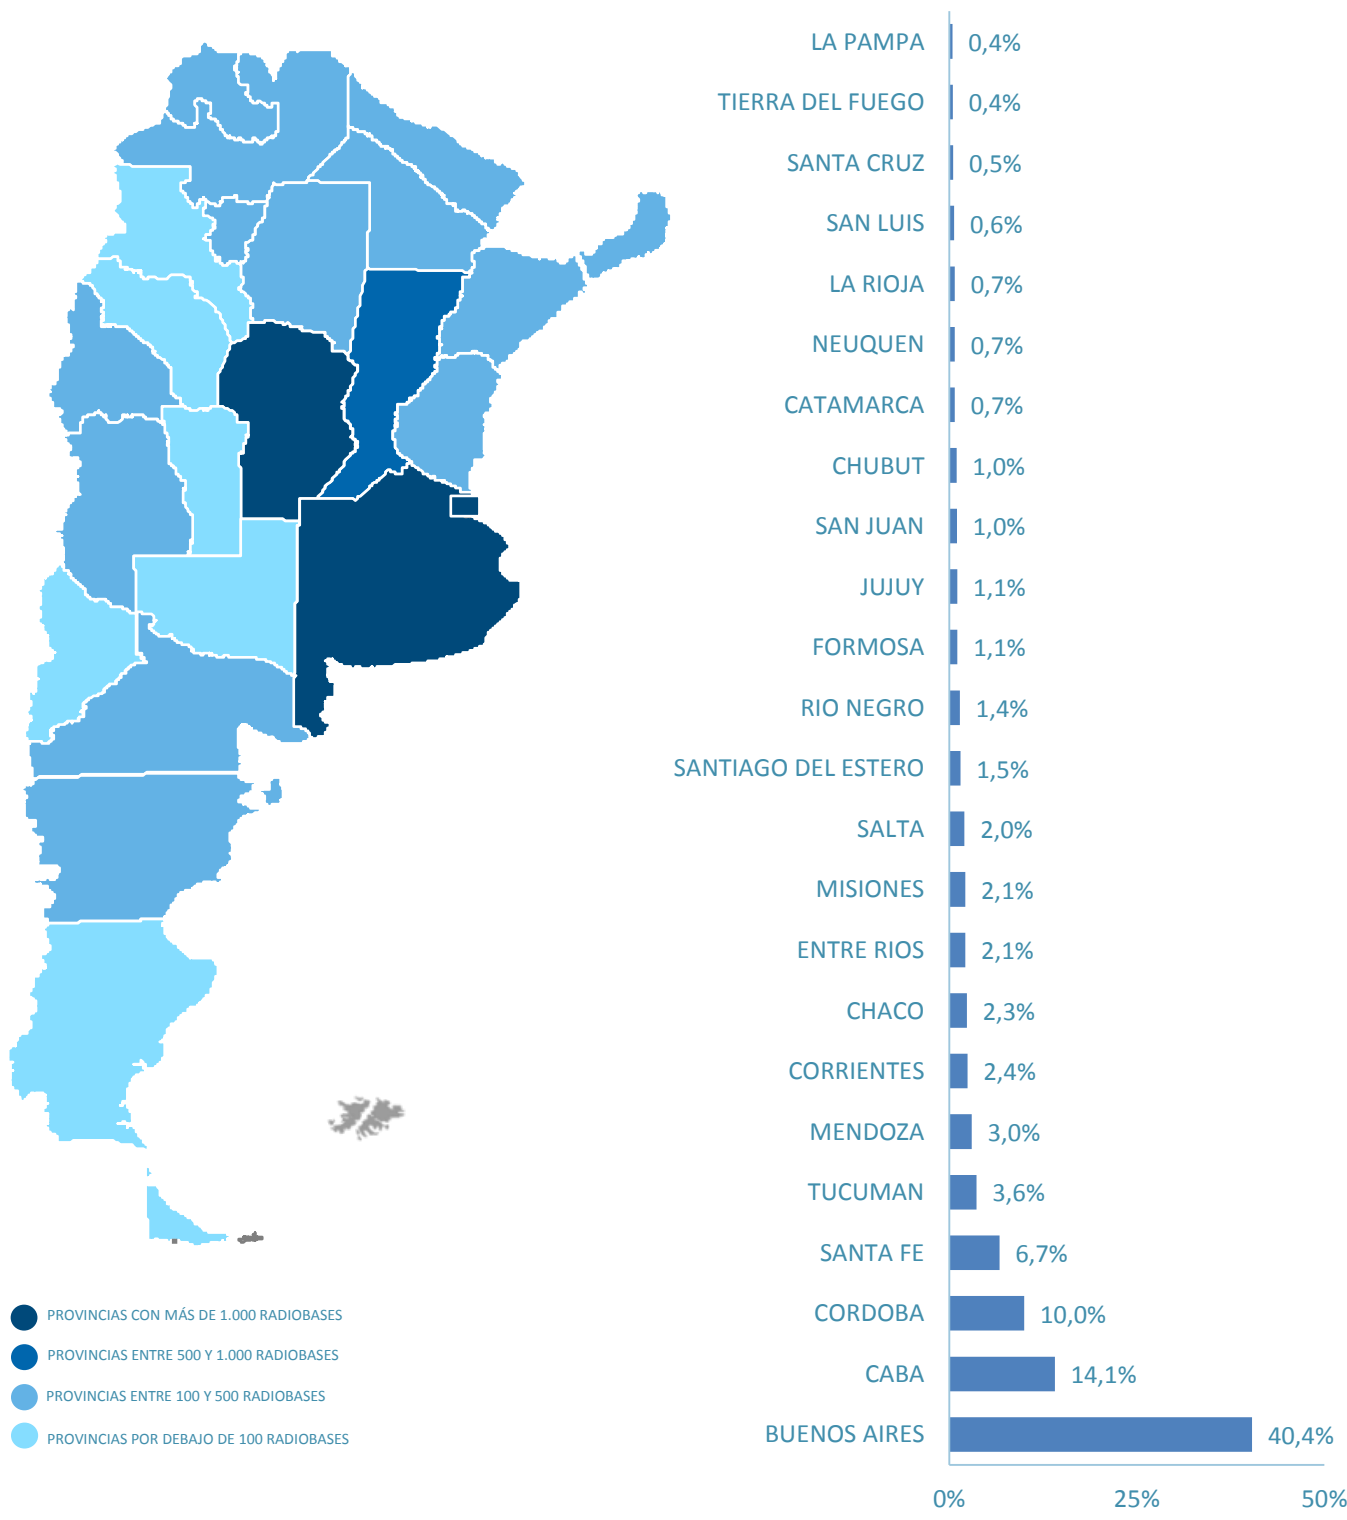 LA PAMPA 0,4%
TIERRA DEL FUEGO 0,4%
SANTA CRUZ 0,5%
SAN LUIS 0,6%
LA RIOJA 0,7%
NEUQUEN 0,7%
CATAMARCA 0,7%
CHUBUT 1,0%
SAN JUAN 1,0%
JUJUY 1,1%
FORMOSA 1,1%
RIO NEGRO 1,4%
SANTIAGO DEL ESTERO 1,5%
SALTA 2,0%
MISIONES 2,1%
ENTRE RIOS 2,1%
CHACO 2,3%
CORRIENTES 2,4%
MENDOZA 3,0%
TUCUMAN 3,6%
SANTA FE 6,7%
CORDOBA 10,0%
CABA 14,1%
BUENOS AIRES 40,4%
0% 25% 50%
PROVINCIAS CON MÁS DE 1.000 RADIOBASES
PROVINCIAS ENTRE 500 Y 1.000 RADIOBASES
PROVINCIAS ENTRE 100 Y 500 RADIOBASES
PROVINCIAS POR DEBAJO DE 100 RADIOBASES